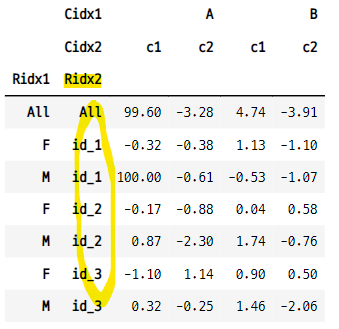 Cidx1 A B
Cidx2 c1 c2 c1 c2
Ridx1 Ridx2
All All 99.60 -3.28 4.74 -3.91
F id_1 -0.32 -0.38 1.13 -1.10
M id_1 100.00 -0.61 -0.53 -1.07
F id_2 -0.17 -0.88 0.04 0.58
M id_2 0.87 -2.30 1.74 -0.76
F id_3 -1.10 1.14 0.90 0.50
M id_3 0.32 -0.25 1.46 -2.06